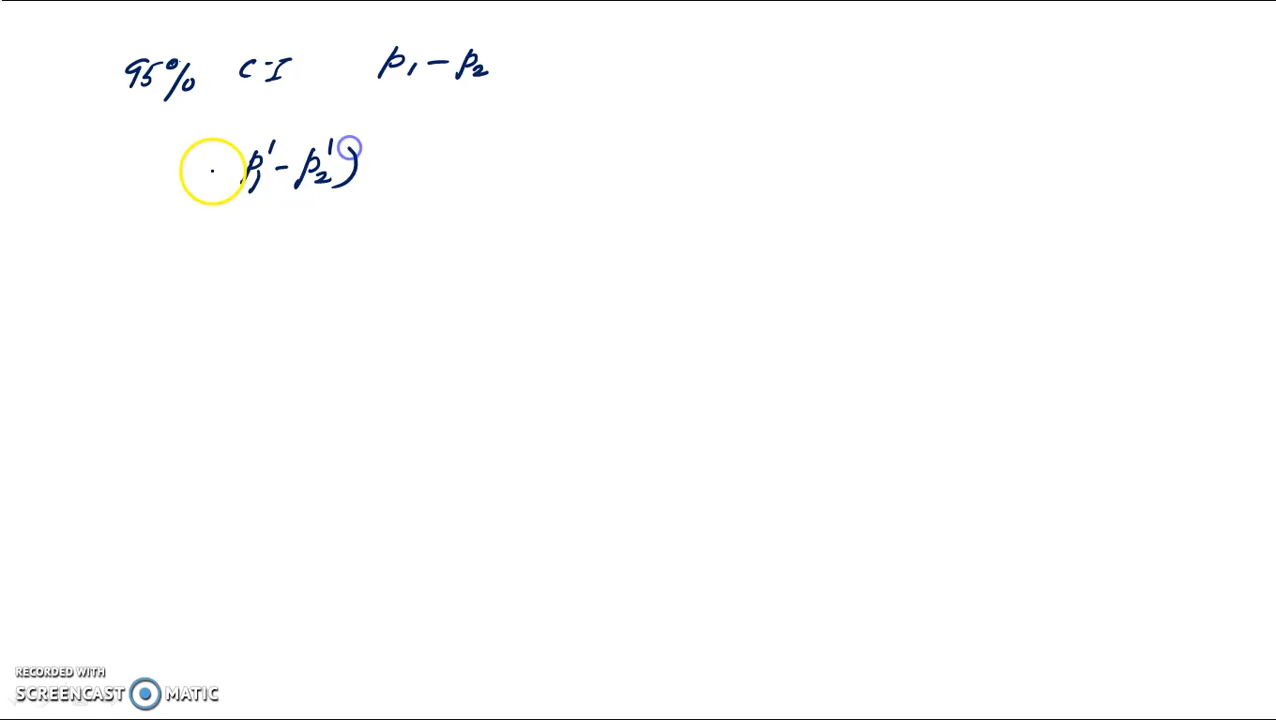 95% C·I p₁ - p₂
p₁' - p₂')
RECORDED WITH
SCREENCAST MATIC